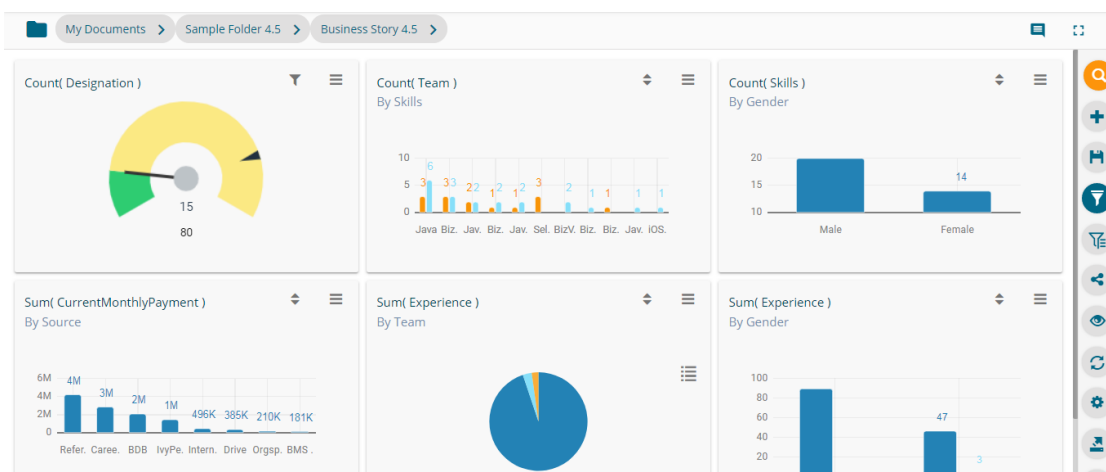 My Documents > Sample Folder 4.5 > Business Story 4.5 >
Count( Designation )
15
80
Count( Team )
By Skills
10
5
0
3 6 3 3 2 2 1 2 1 2 3 2 1 1 1 1
Java Biz. Jav. Biz. Jav. Sel. BizV. Biz. Biz. Jav. iOS.
Count( Skills )
By Gender
20
15
10
14
Male Female
Sum( CurrentMonthlyPayment )
By Source
6M
4M
2M
0
4M 3M 2M 1M 496K 385K 210K 181K
Refer. Caree. BDB IvyPe. Intern. Drive Orgsp. BMS .
Sum( Experience )
By Team
Sum( Experience )
By Gender
100
80
60
40
20
47
3